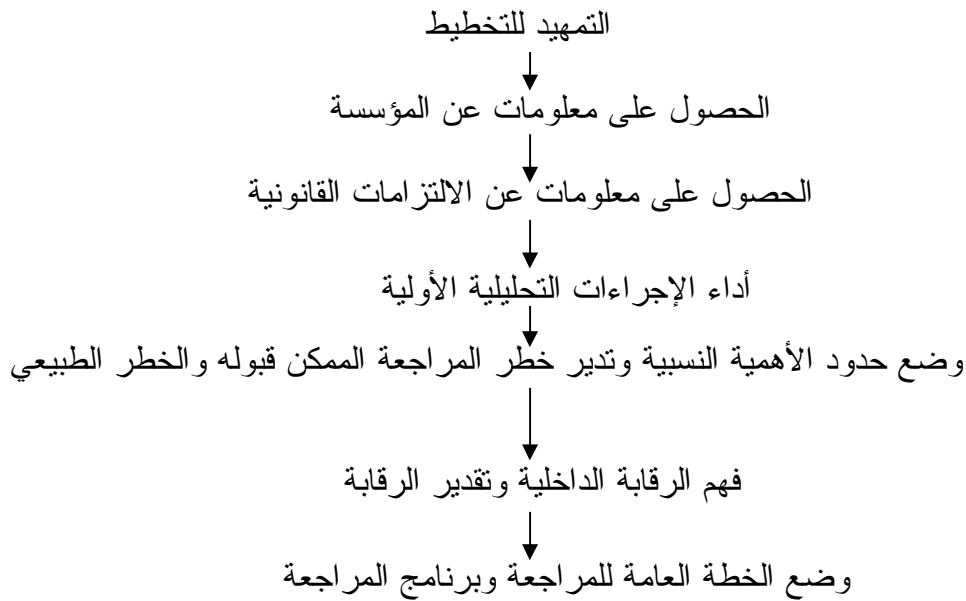 التمهيد للتخطيط
الحصول على معلومات عن المؤسسة
الحصول على معلومات عن الالتزامات القانونية
أداء الإجراءات التحليلية الأولية
وضع حدود الأهمية النسبية وتدير خطر المراجعة الممكن قبوله والخطر الطبيعي
فهم الرقابة الداخلية وتقدير الرقابة
وضع الخطة العامة للمراجعة وبرنامج المراجعة